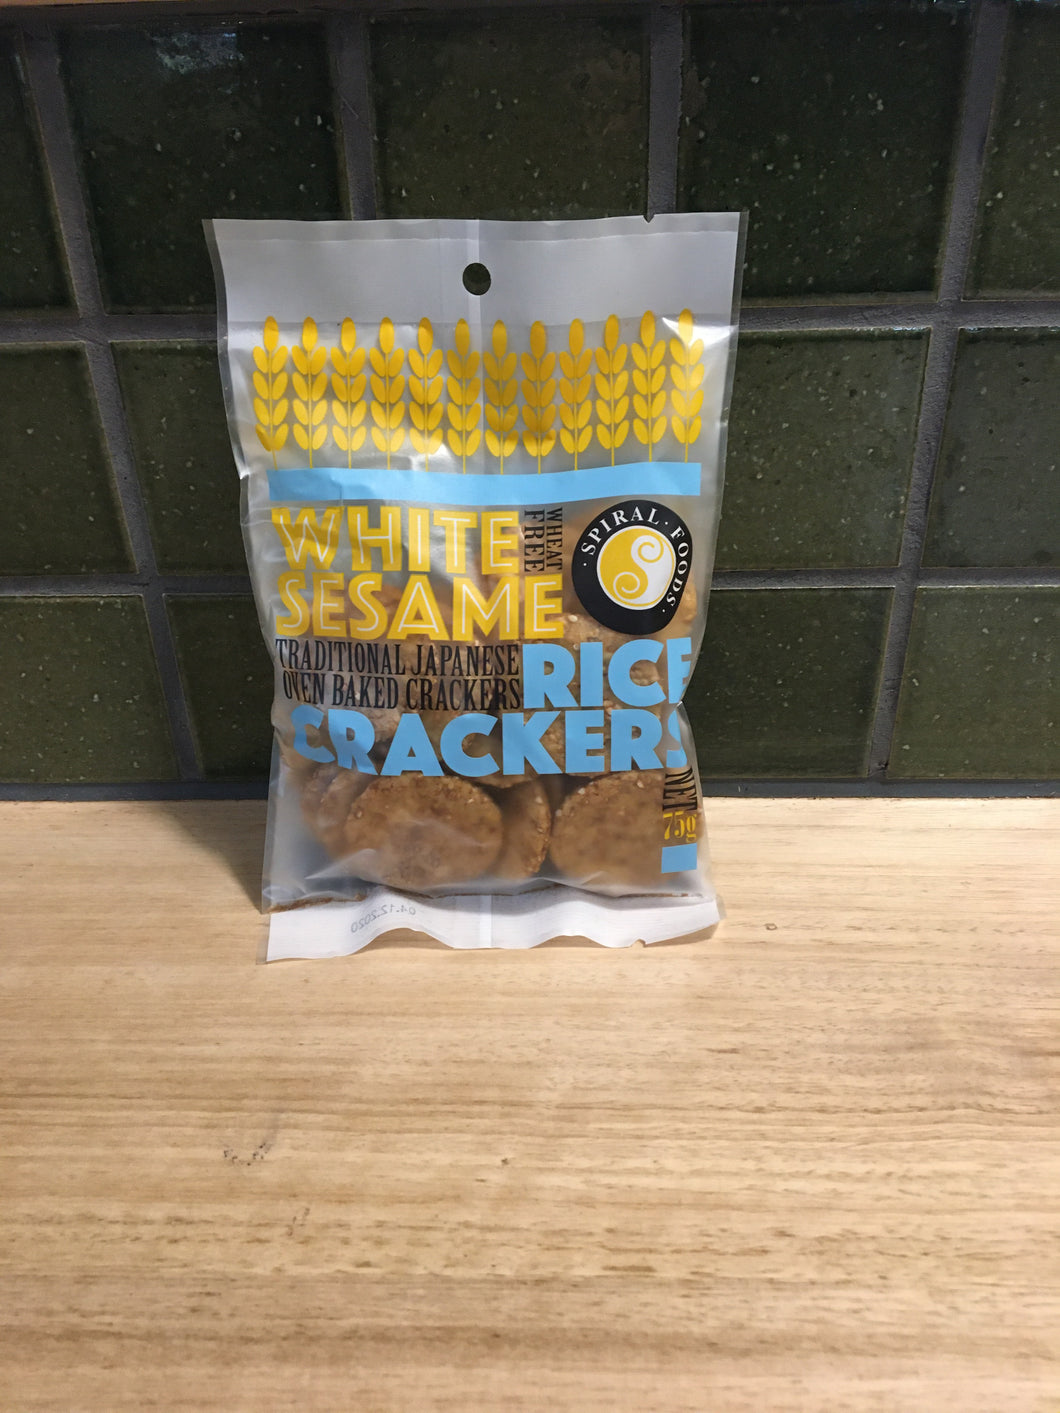 WHITE
WHEAT
FREE
SPIRAL · FOODS ·
SESAME
TRADITIONAL JAPANESE
OVEN BAKED CRACKERS
RICE
CRACKERS
NET
75g
04.12.2020